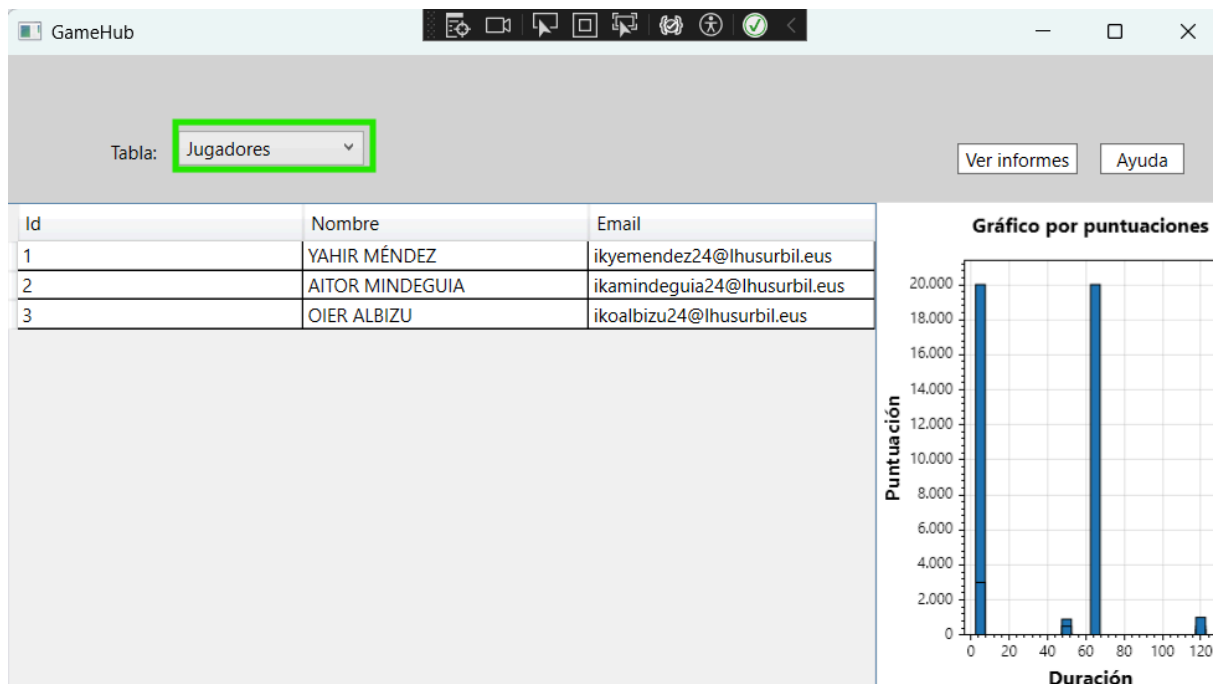 GameHub
Tabla: Jugadores
Ver informes Ayuda
Id Nombre Email
1 YAHIR MÉNDEZ ikyemendez24@lhusurbil.eus
2 AITOR MINDEGUIA ikamindeguia24@lhusurbil.eus
3 OIER ALBIZU ikoalbizu24@lhusurbil.eus
Gráfico por puntuaciones
Puntuación
20.000
18.000
16.000
14.000
12.000
10.000
8.000
6.000
4.000
2.000
0
0 20 40 60 80 100 120
Duración